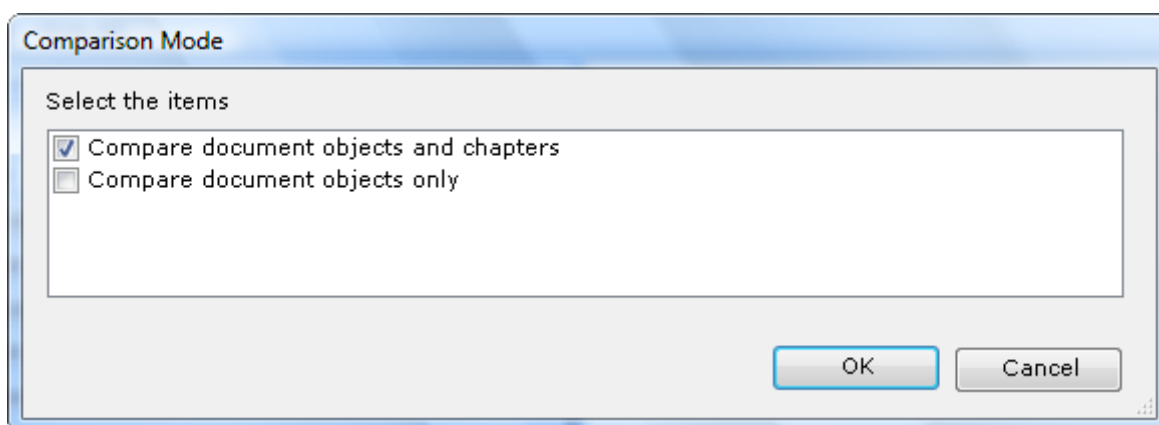 Comparison Mode
Select the items
Compare document objects and chapters
Compare document objects only
OK
Cancel